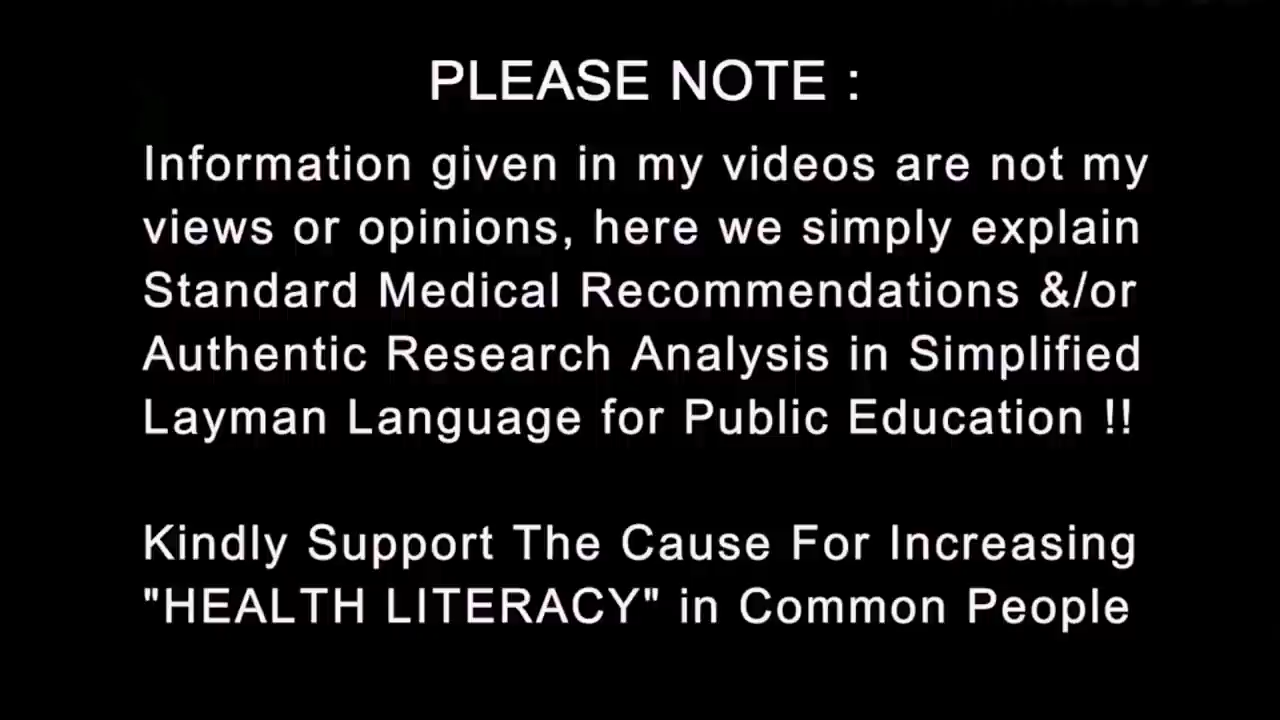 PLEASE NOTE :
Information given in my videos are not my
views or opinions, here we simply explain
Standard Medical Recommendations &/or
Authentic Research Analysis in Simplified
Layman Language for Public Education !!
Kindly Support The Cause For Increasing
"HEALTH LITERACY" in Common People